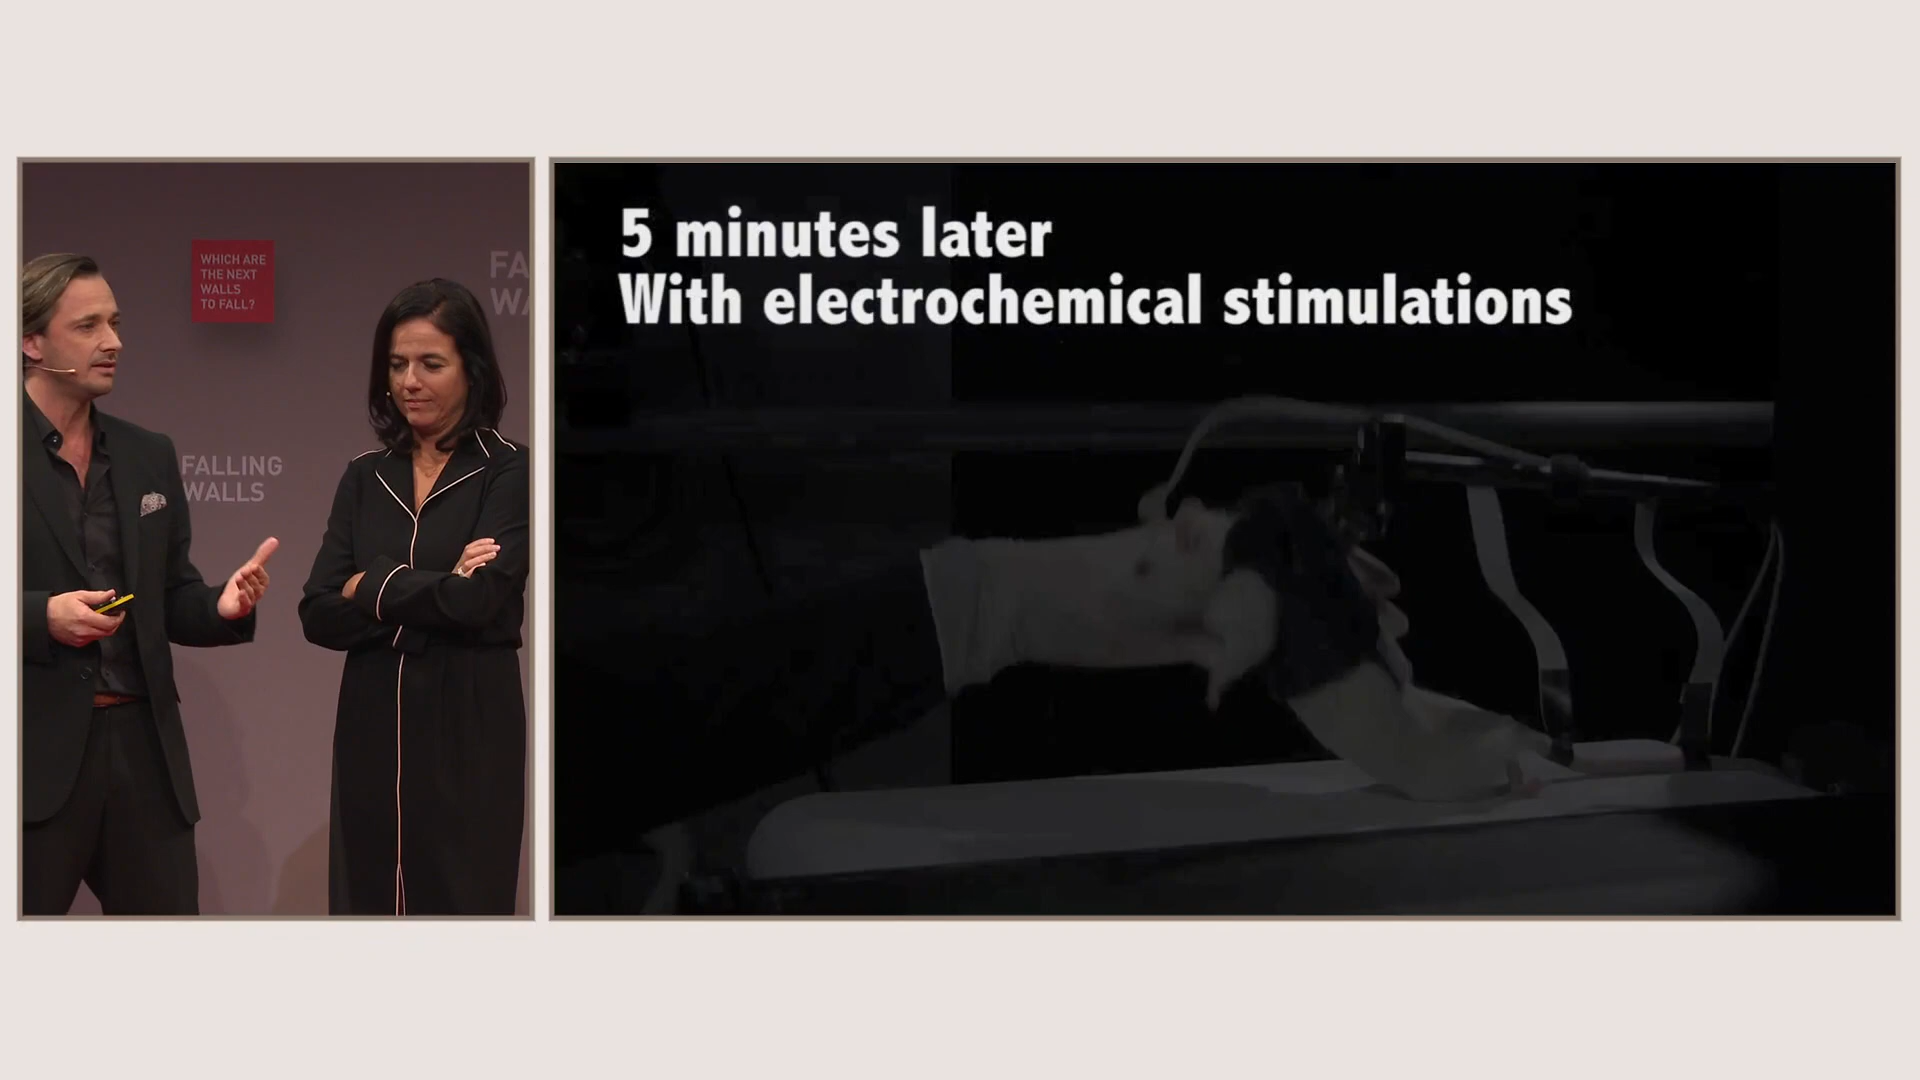 WHICH ARE
THE NEXT
WALLS
TO FALL?
FA
WA
FALLING
WALLS
5 minutes later
With electrochemical stimulations